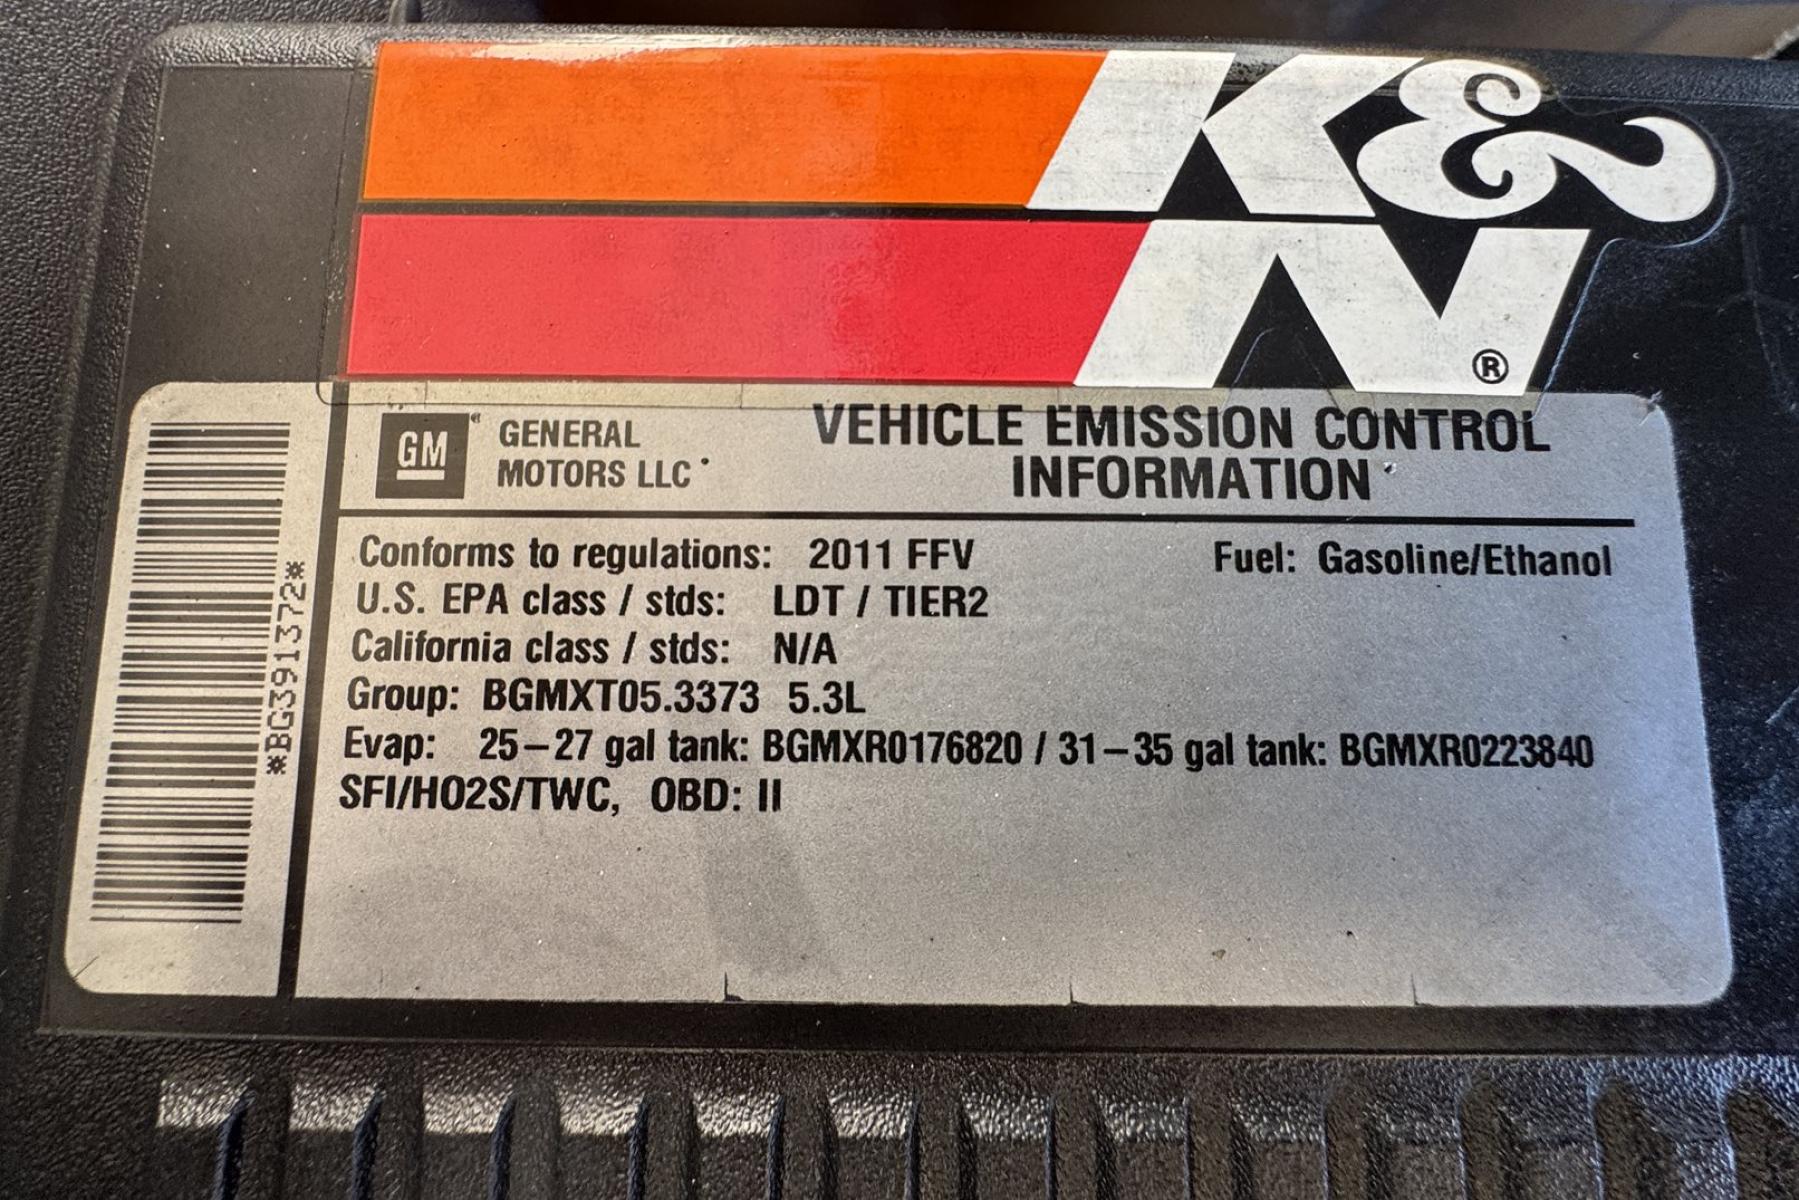 K&
N®
GM
GENERAL
MOTORS LLC
VEHICLE EMISSION CONTROL
INFORMATION
Conforms to regulations: 2011 FFV
Fuel: Gasoline/Ethanol
U.S. EPA class / stds: LDT / TIER2
California class / stds: N/A
Group: BGMXT05.3373 5.3L
Evap: 25–27 gal tank: BGMXR0176820 / 31–35 gal tank: BGMXR0223840
SFI/HO2S/TWC, OBD: II
*BG391372*